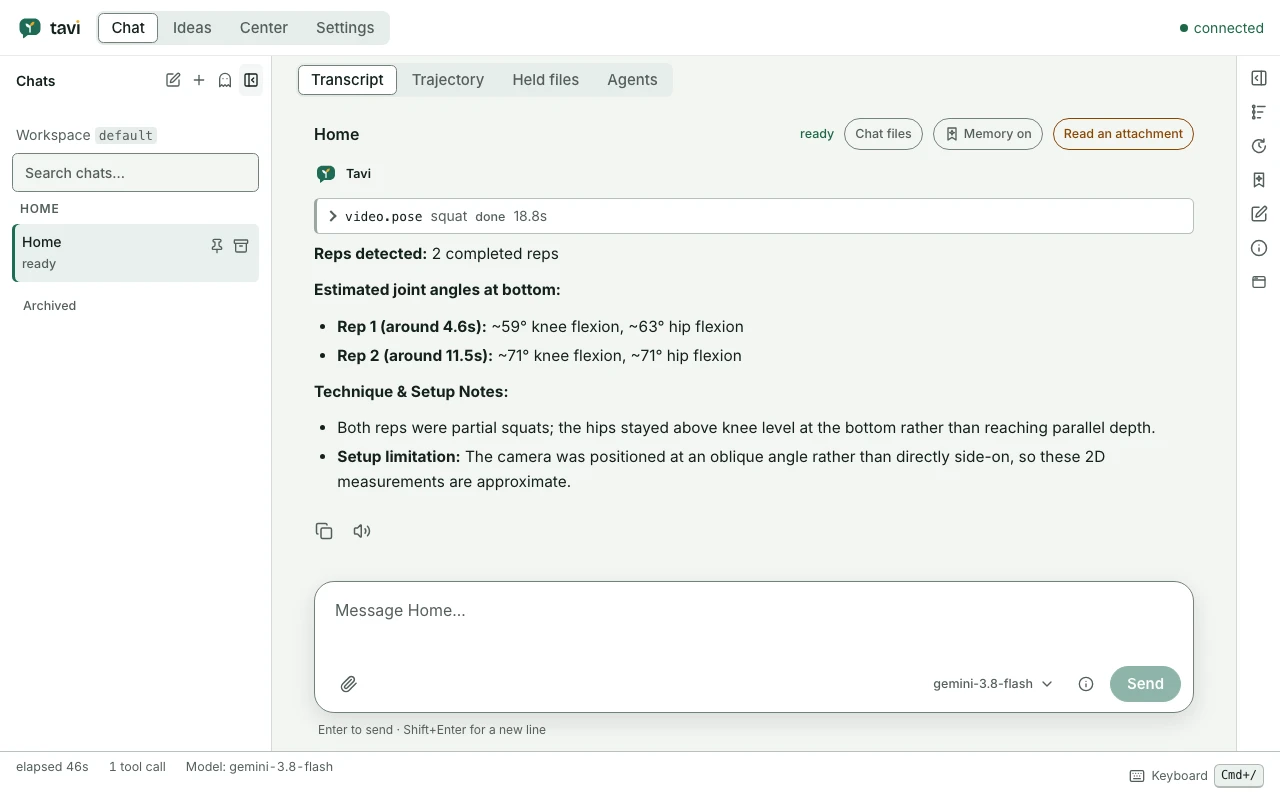 tavi
Chat Ideas Center Settings
connected
Chats
Workspace default
Search chats...
HOME
Home
ready
Archived
Transcript Trajectory Held files Agents
Home
ready Chat files Memory on Read an attachment
Tavi
video.pose squat done 18.8s
Reps detected: 2 completed reps
Estimated joint angles at bottom:
• Rep 1 (around 4.6s): ~59° knee flexion, ~63° hip flexion
• Rep 2 (around 11.5s): ~71° knee flexion, ~71° hip flexion
Technique & Setup Notes:
• Both reps were partial squats; the hips stayed above knee level at the bottom rather than reaching parallel depth.
• Setup limitation: The camera was positioned at an oblique angle rather than directly side-on, so these 2D
measurements are approximate.
Message Home...
gemini-3.8-flash
Send
Enter to send · Shift+Enter for a new line
elapsed 46s 1 tool call Model: gemini-3.8-flash
Keyboard Cmd+/